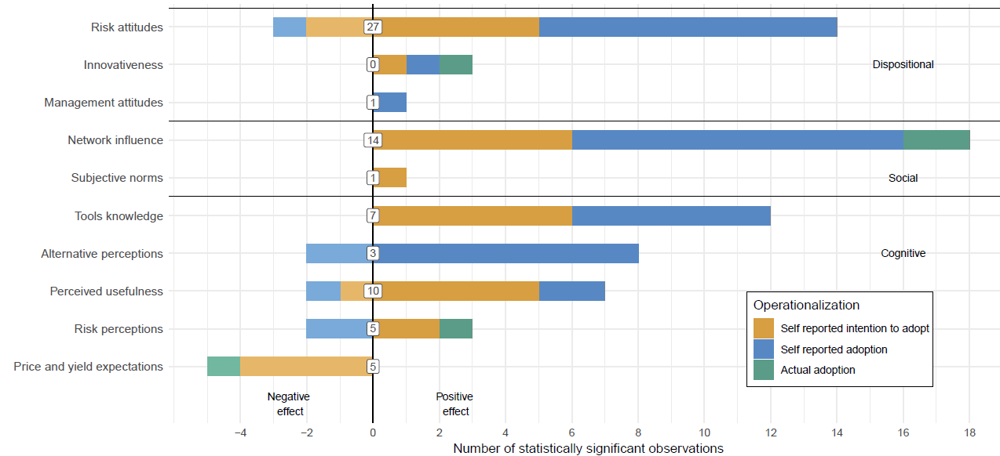 Risk attitudes
27
Innovativeness
0
Dispositional
Management attitudes
1
Network influence
14
Subjective norms
1
Social
Tools knowledge
7
Alternative perceptions
3
Cognitive
Perceived usefulness
10
Risk perceptions
5
Price and yield expectations
5
Operationalization
Self reported intention to adopt
Self reported adoption
Actual adoption
Negative
effect
Positive
effect
−4 −2 0 2 4 6 8 10 12 14 16 18
Number of statistically significant observations